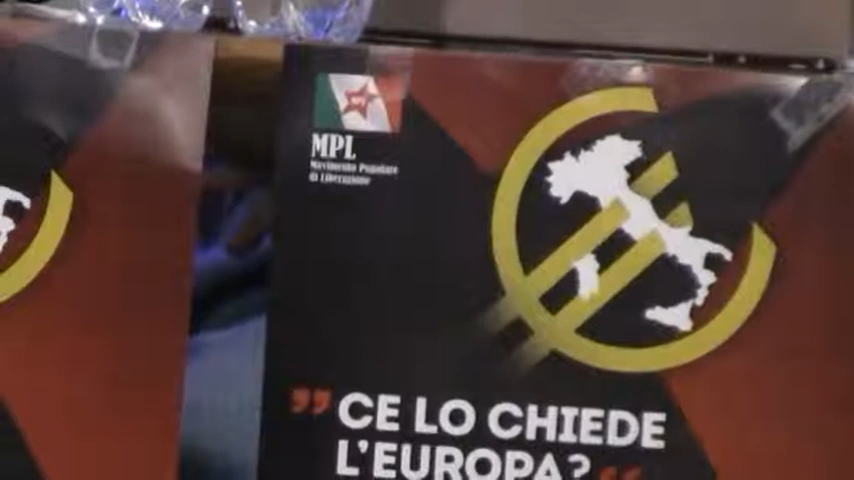 MPL
Movimento Popolare
di Liberazione
” CE LO CHIEDE
L'EUROPA? “